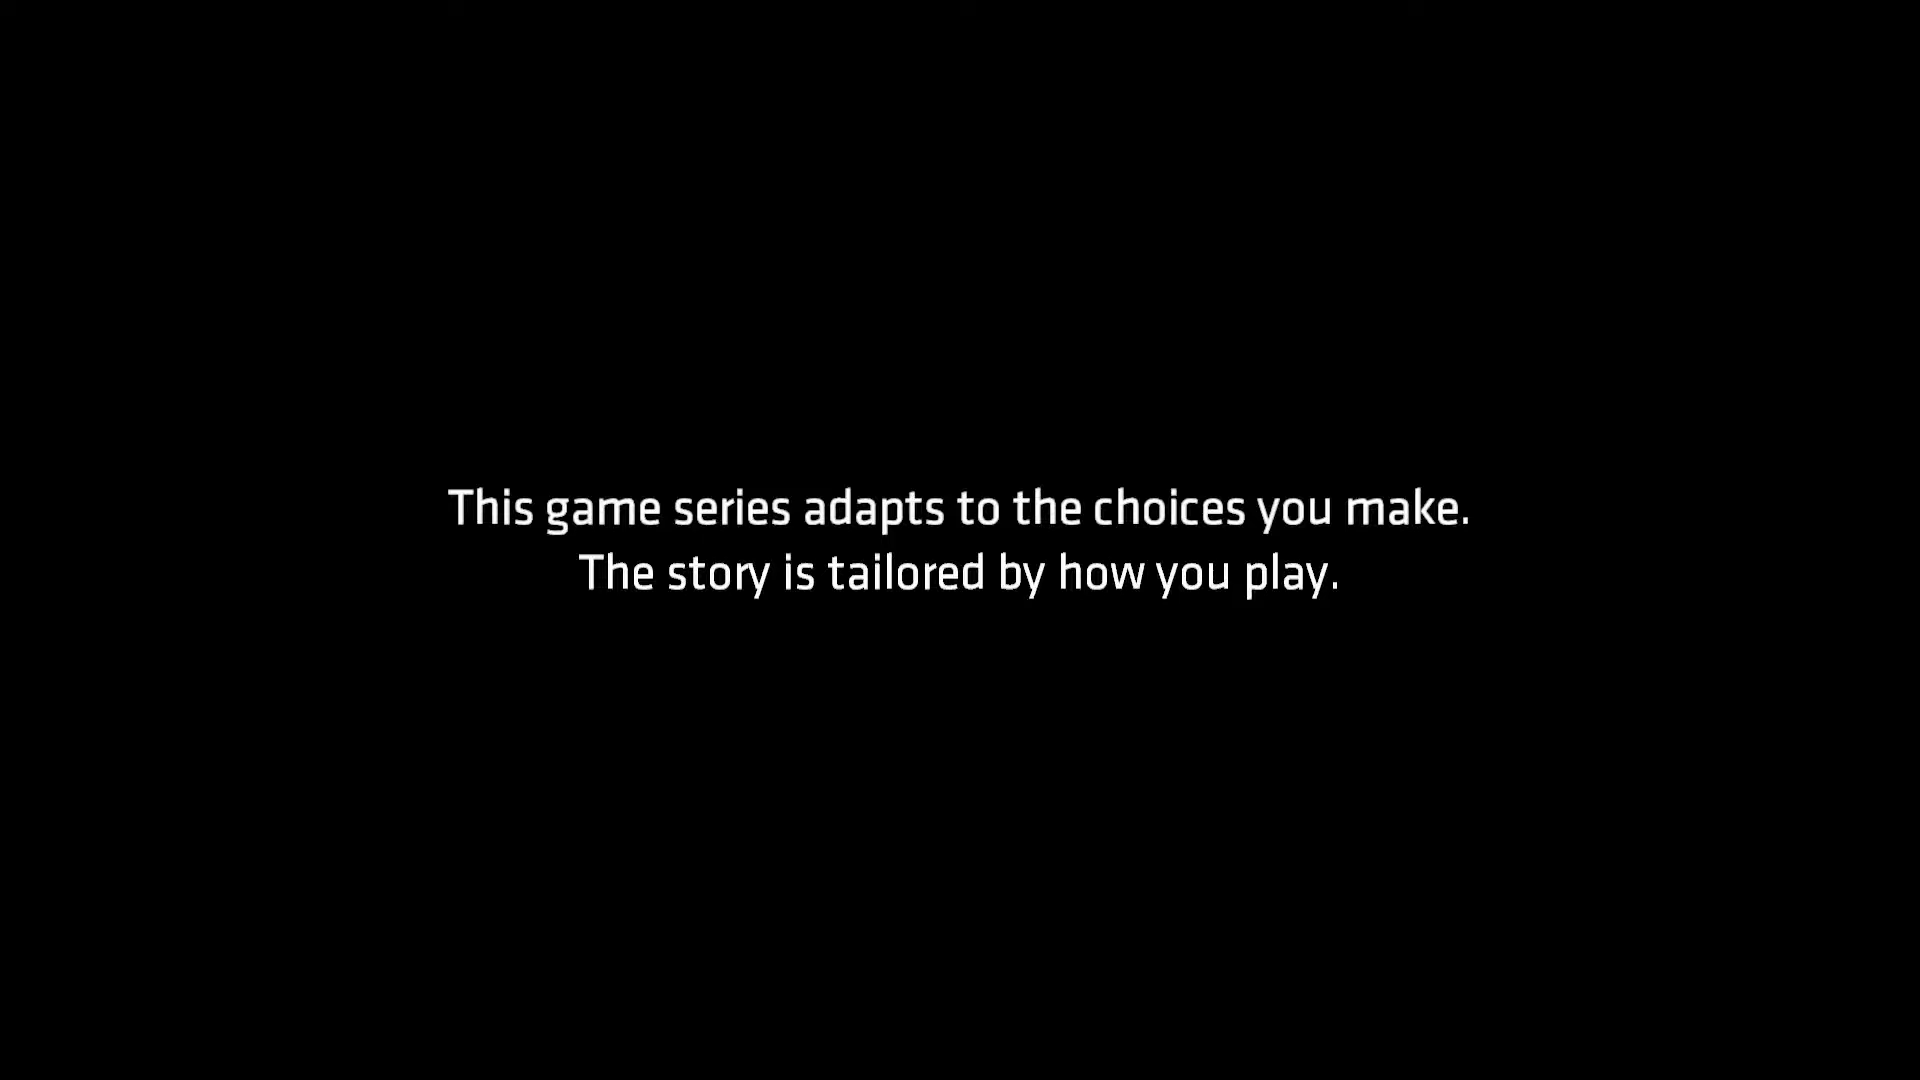 This game series adapts to the choices you make.
The story is tailored by how you play.